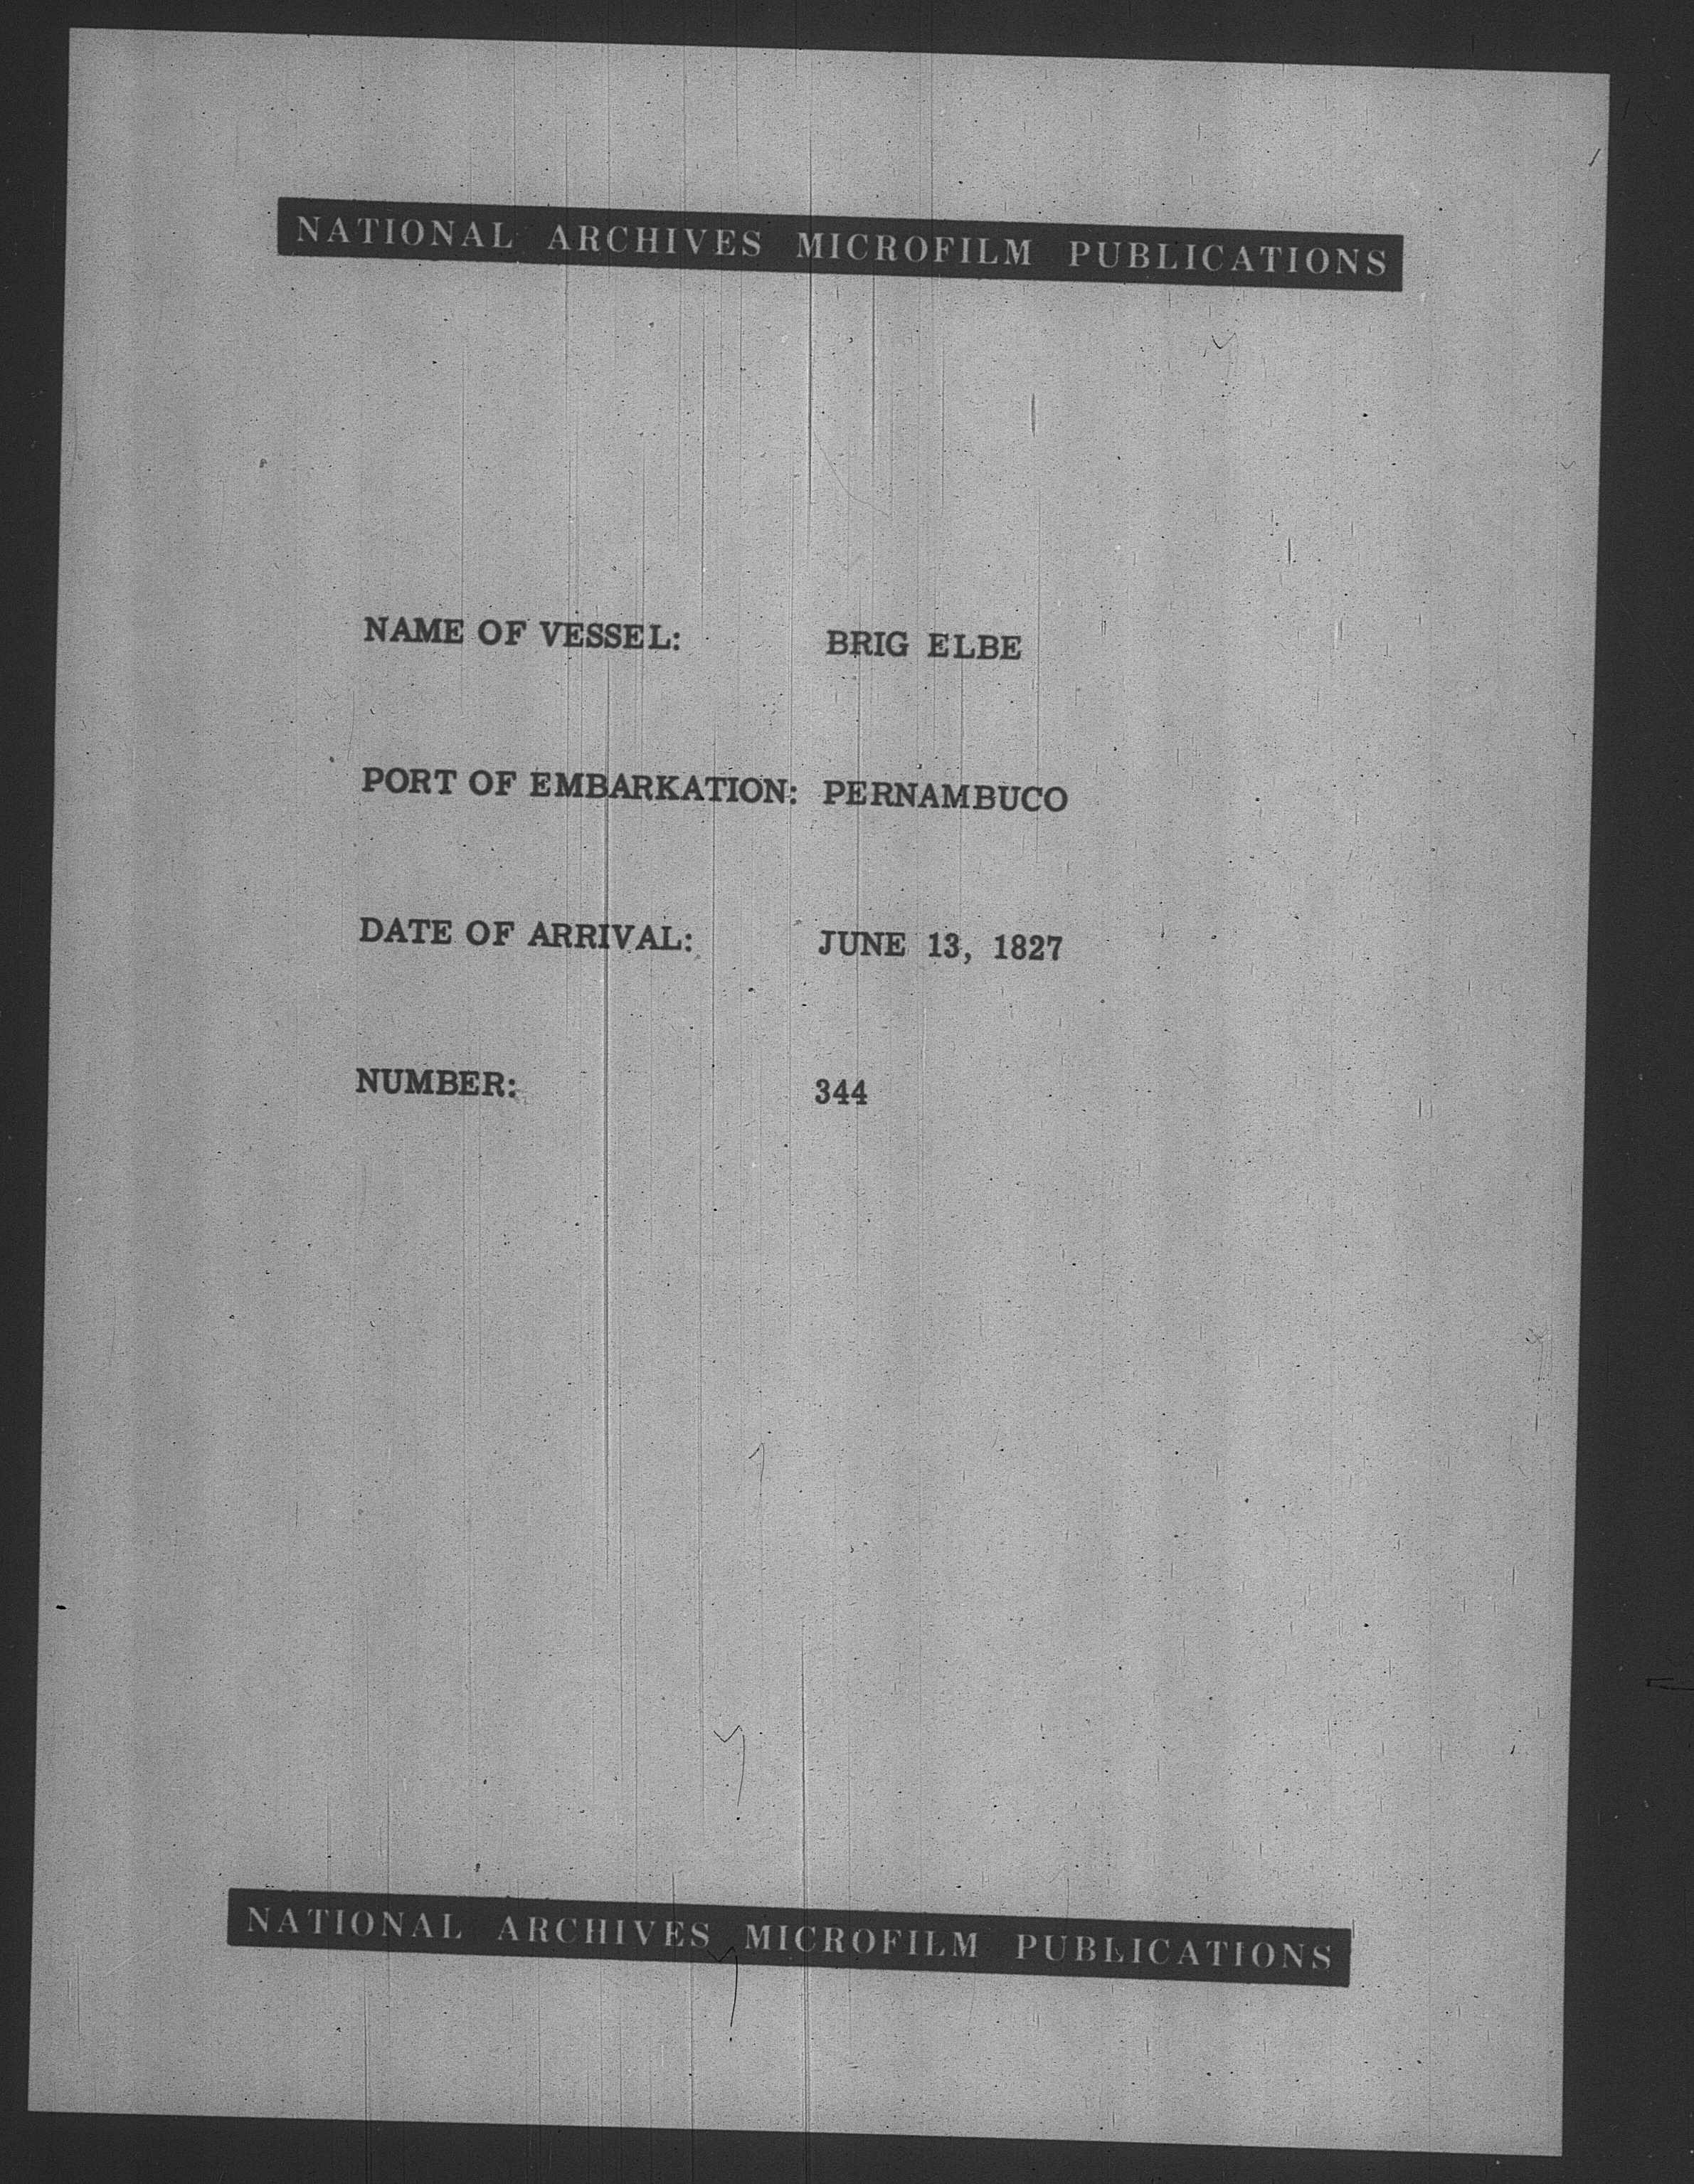 NATIONAL ARCHIVES MICROFILM PUBLICATIONS
NAME OF VESSEL: BRIG ELBE
PORT OF EMBARKATION: PERNAMBUCO
DATE OF ARRIVAL: JUNE 13, 1827
NUMBER: 344
NATIONAL ARCHIVES MICROFILM PUBLICATIONS